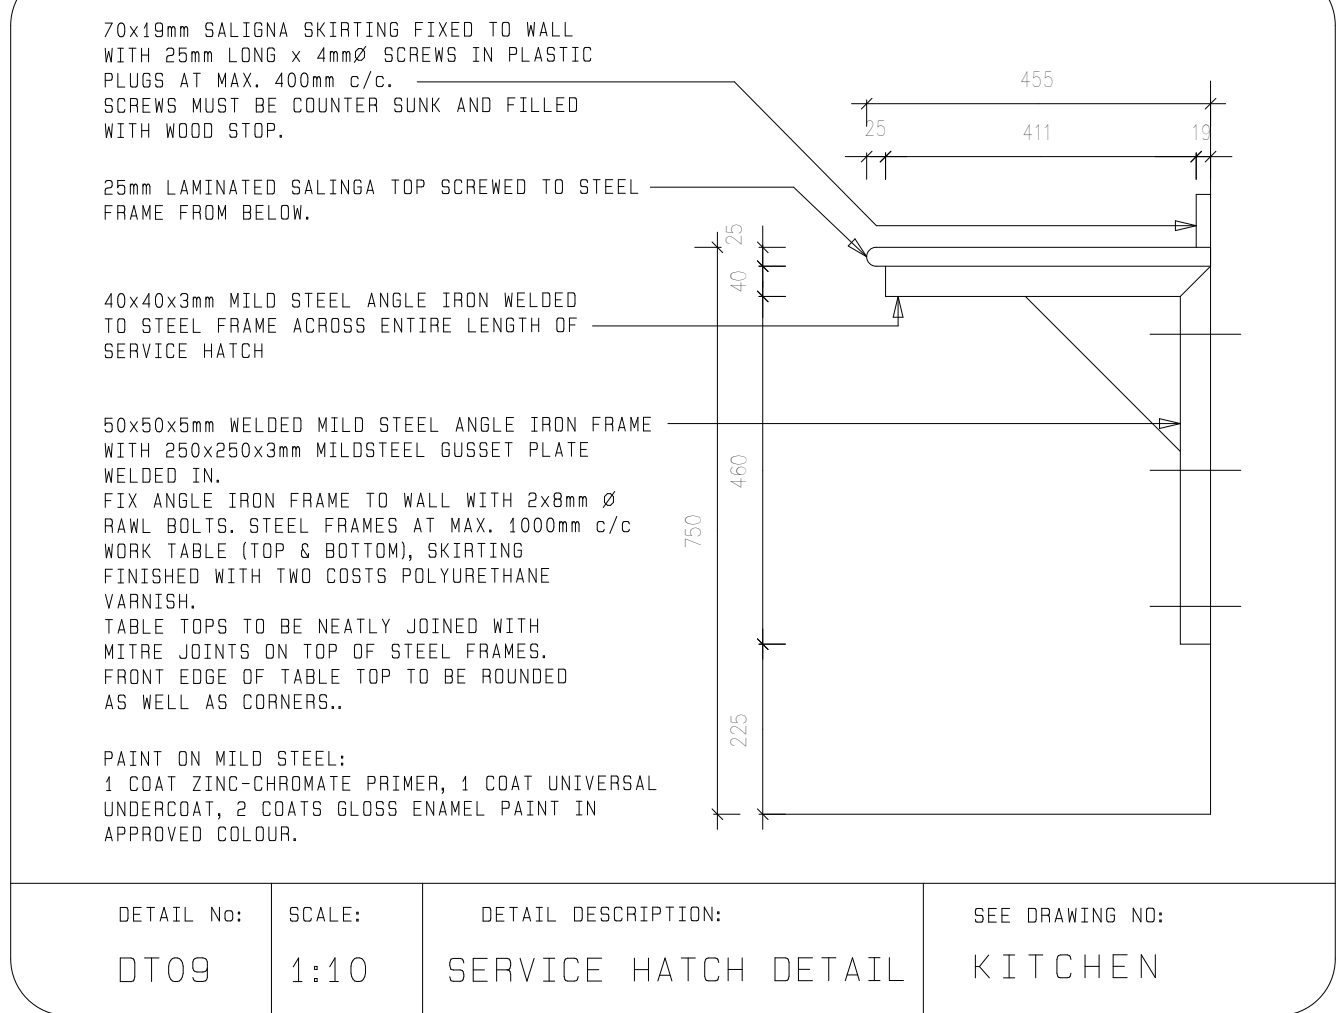 70x19mm SALIGNA SKIRTING FIXED TO WALL
WITH 25mm LONG x 4mmØ SCREWS IN PLASTIC
PLUGS AT MAX. 400mm c/c.
SCREWS MUST BE COUNTER SUNK AND FILLED
WITH WOOD STOP.
25mm LAMINATED SALINGA TOP SCREWED TO STEEL
FRAME FROM BELOW.
40x40x3mm MILD STEEL ANGLE IRON WELDED
TO STEEL FRAME ACROSS ENTIRE LENGTH OF
SERVICE HATCH
50x50x5mm WELDED MILD STEEL ANGLE IRON FRAME
WITH 250x250x3mm MILDSTEEL GUSSET PLATE
WELDED IN.
FIX ANGLE IRON FRAME TO WALL WITH 2x8mm Ø
RAWL BOLTS. STEEL FRAMES AT MAX. 1000mm c/c
WORK TABLE (TOP & BOTTOM), SKIRTING
FINISHED WITH TWO COSTS POLYURETHANE
VARNISH.
TABLE TOPS TO BE NEATLY JOINED WITH
MITRE JOINTS ON TOP OF STEEL FRAMES.
FRONT EDGE OF TABLE TOP TO BE ROUNDED
AS WELL AS CORNERS..
PAINT ON MILD STEEL:
1 COAT ZINC-CHROMATE PRIMER, 1 COAT UNIVERSAL
UNDERCOAT, 2 COATS GLOSS ENAMEL PAINT IN
APPROVED COLOUR.
455
25 411 19
25
40
460
750
225
DETAIL No:
DT09
SCALE:
1:10
DETAIL DESCRIPTION:
SERVICE HATCH DETAIL
SEE DRAWING NO:
KITCHEN